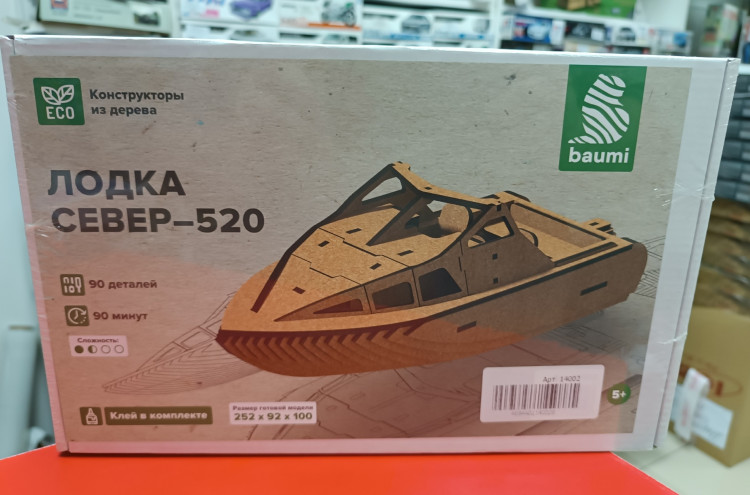 ECO
Конструкторы
из дерева
baumi
ЛОДКА
СЕВЕР–520
90 деталей
90 минут
Сложность:
Клей в комплекте
Размер готовой модели
252 x 92 x 100
Арт 14002
5+